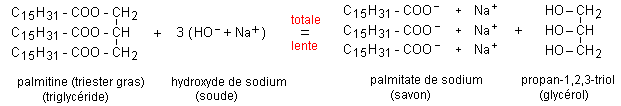 C₁₅H₃₁ - COO - CH₂ totale C₁₅H₃₁ - COO⁻ + Na⁺ HO - CH₂
C₁₅H₃₁ - COO - CH + 3 (HO⁻ + Na⁺) = C₁₅H₃₁ - COO⁻ + Na⁺ + HO - CH
C₁₅H₃₁ - COO - CH₂ lente C₁₅H₃₁ - COO⁻ + Na⁺ HO - CH₂
palmitine (triester gras) hydroxyde de sodium palmitate de sodium propan-1,2,3-triol
(triglycéride) (soude) (savon) (glycérol)